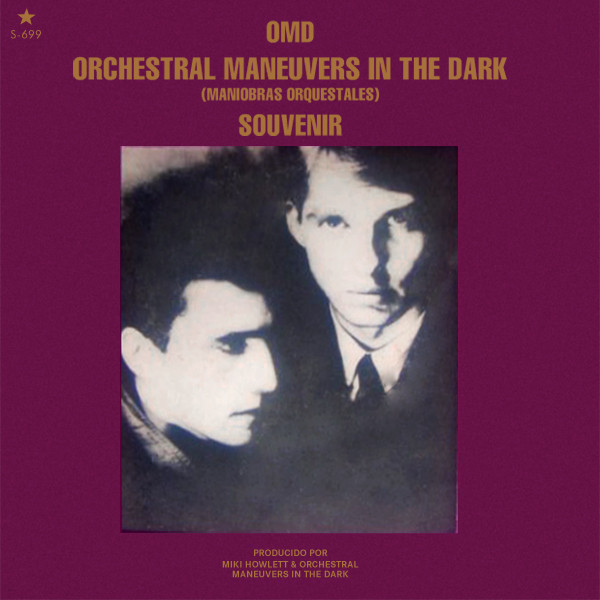 S-699
OMD
ORCHESTRAL MANEUVERS IN THE DARK
(MANIOBRAS ORQUESTALES)
SOUVENIR
PRODUCIDO POR
MIKI HOWLETT & ORCHESTRAL
MANEUVERS IN THE DARK